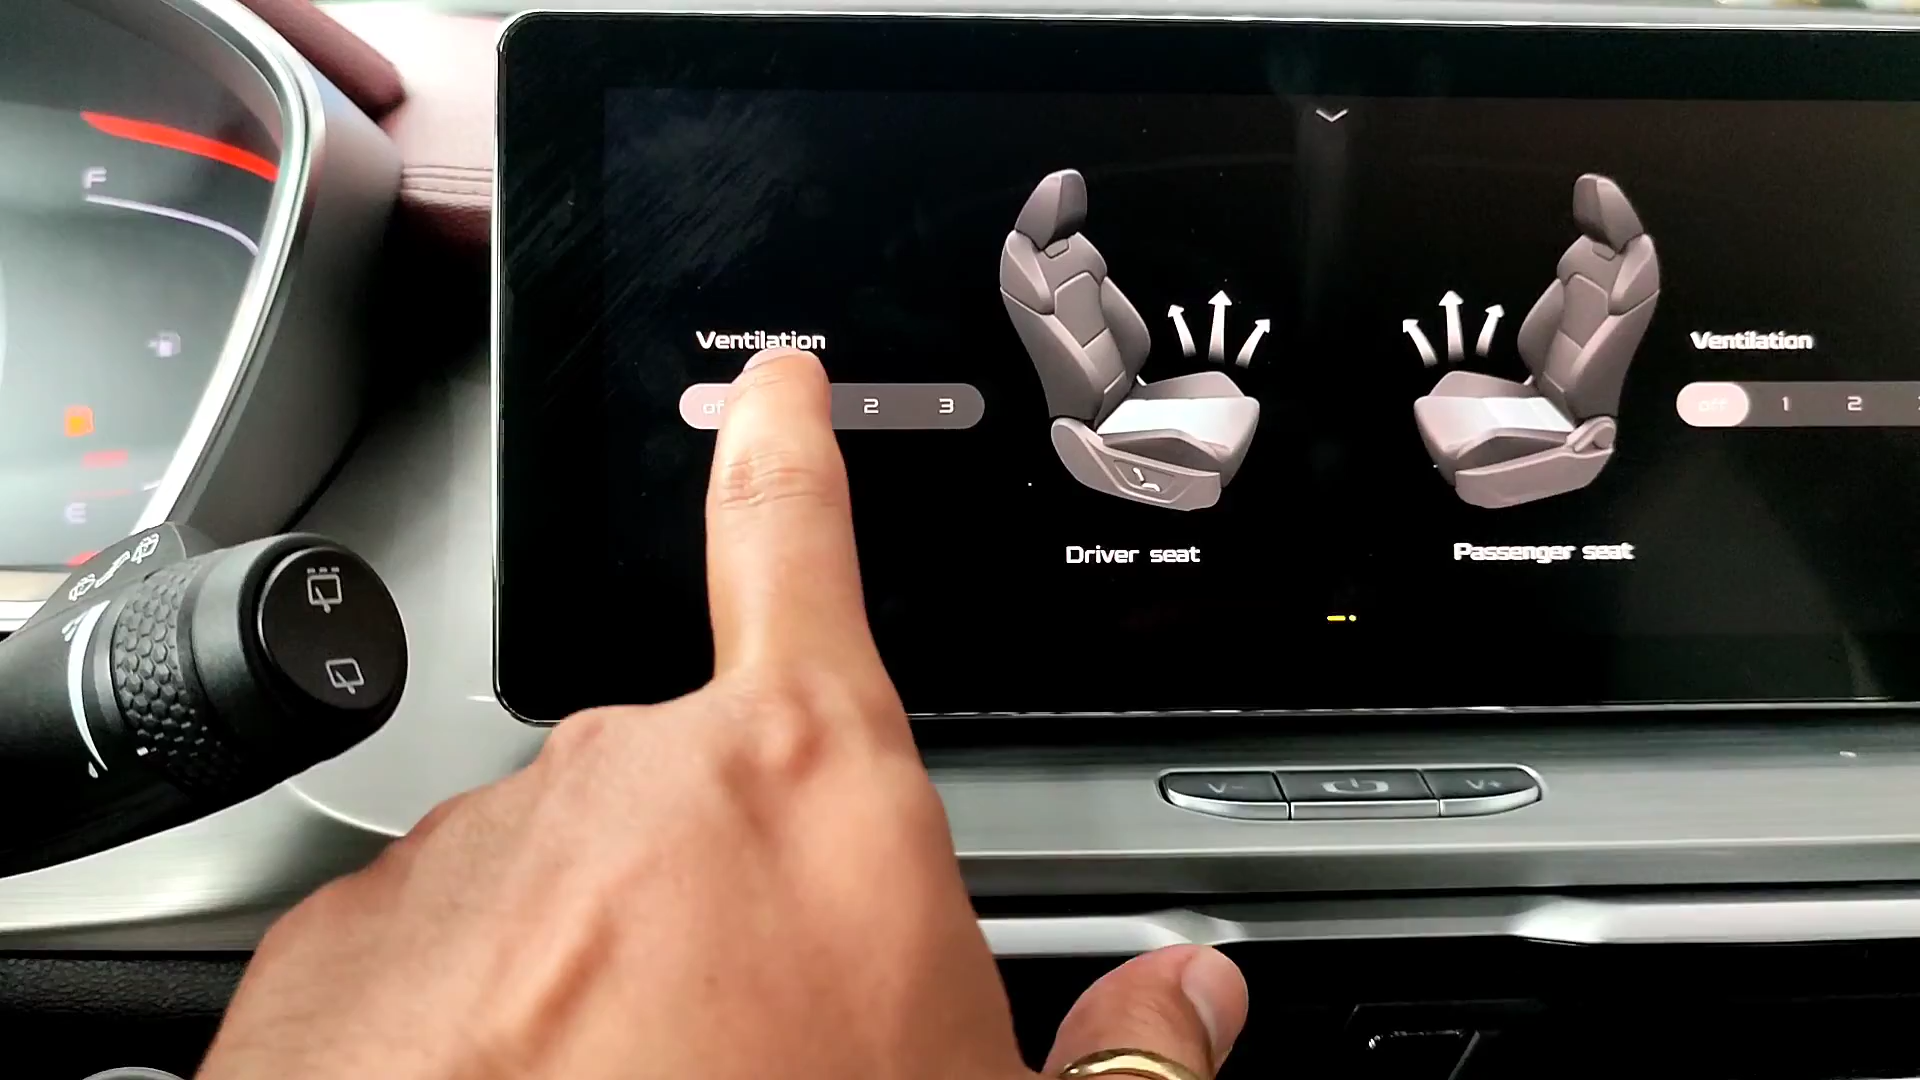 F
E
Ventilation
2 3
Driver seat
Passenger seat
Ventilation
off 1 2
V- V+